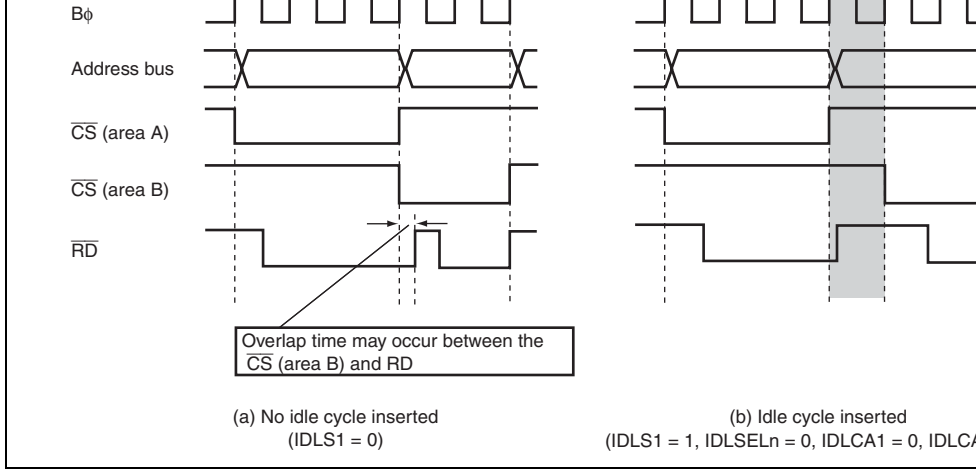 Bφ
Address bus
CS (area A)
CS (area B)
RD
Overlap time may occur between the
CS (area B) and RD
(a) No idle cycle inserted
(IDLS1 = 0)
(b) Idle cycle inserted
(IDLS1 = 1, IDLSELn = 0, IDLCA1 = 0, IDLCA